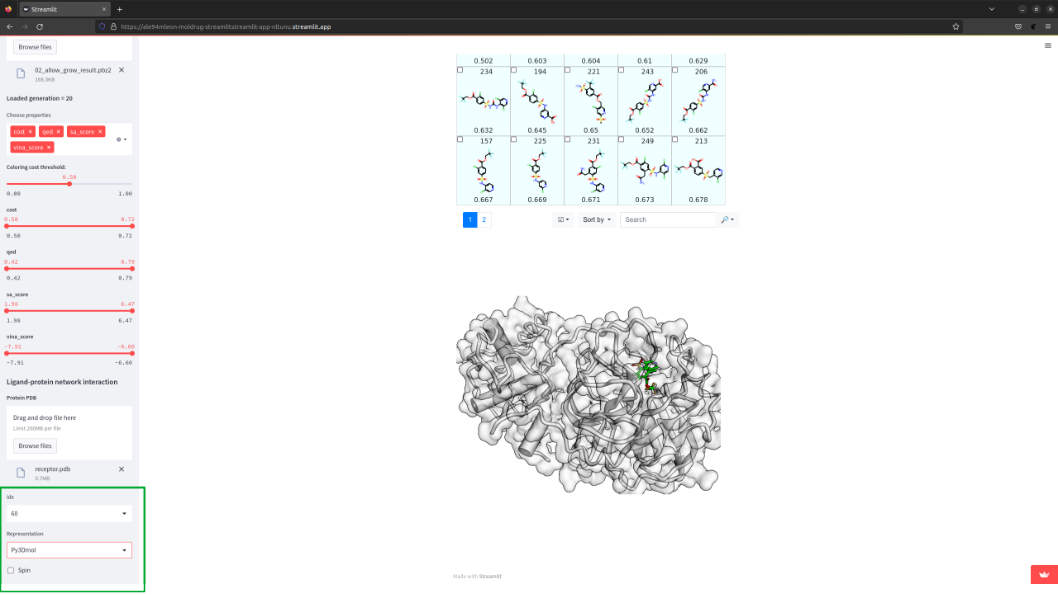 Streamlit
https://ale94mleon-moldrug-streamlitstreamlit-app-nltuno.streamlit.app
Browse files
02_allow_grow_result.pbz2
168.3KB
Loaded generation = 20
Choose properties
cost qed sa_score
vina_score
Coloring cost threshold:
0.50
0.00 1.00
cost
0.50 0.72
0.50 0.72
qed
0.42 0.79
0.42 0.79
sa_score
1.98 6.47
1.98 6.47
vina_score
-7.91 -6.60
-7.91 -6.60
Ligand-protein network interaction
Protein PDB
Drag and drop file here
Limit 200MB per file
Browse files
receptor.pdb
0.7MB
idx
60
Representation
Py3Dmol
Spin
0.502 0.603 0.604 0.61 0.629
234 194 221 243 206
0.632 0.645 0.65 0.652 0.662
157 225 231 249 213
0.667 0.669 0.671 0.673 0.678
1 2 Sort by Search
Made with Streamlit